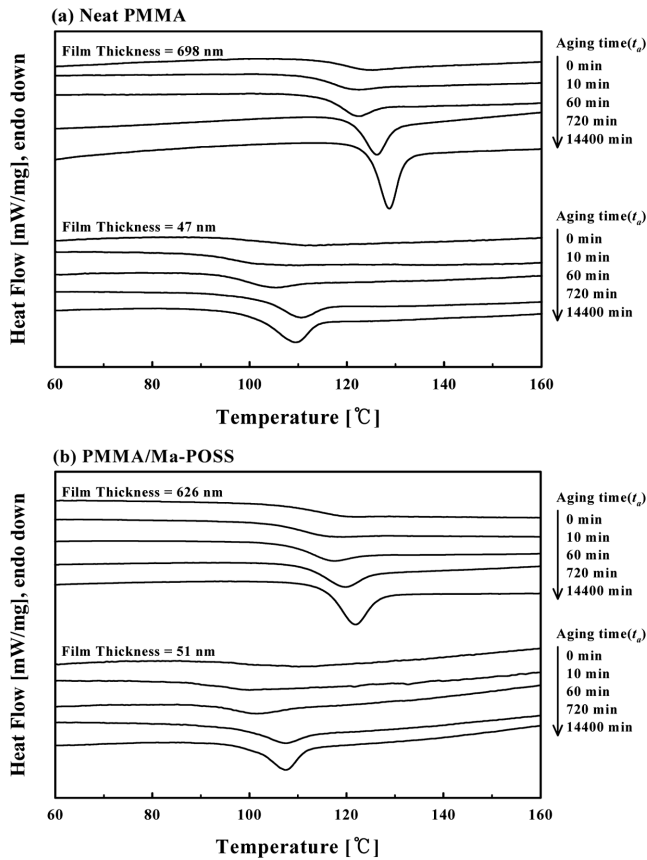 (a) Neat PMMA
Film Thickness = 698 nm
Aging time(tₐ)
0 min
10 min
60 min
720 min
14400 min
Film Thickness = 47 nm
Aging time(tₐ)
0 min
10 min
60 min
720 min
14400 min
Heat Flow [mW/mg], endo down
60 80 100 120 140 160
Temperature [℃]
(b) PMMA/Ma-POSS
Film Thickness = 626 nm
Aging time(tₐ)
0 min
10 min
60 min
720 min
14400 min
Film Thickness = 51 nm
Aging time(tₐ)
0 min
10 min
60 min
720 min
14400 min
Heat Flow [mW/mg], endo down
60 80 100 120 140 160
Temperature [℃]